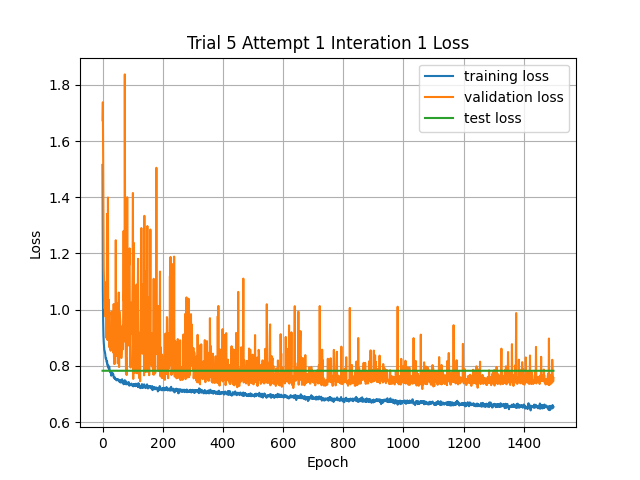 Trial 5 Attempt 1 Interation 1 Loss
training loss
validation loss
test loss
Loss
1.8
1.6
1.4
1.2
1.0
0.8
0.6
0 200 400 600 800 1000 1200 1400
Epoch